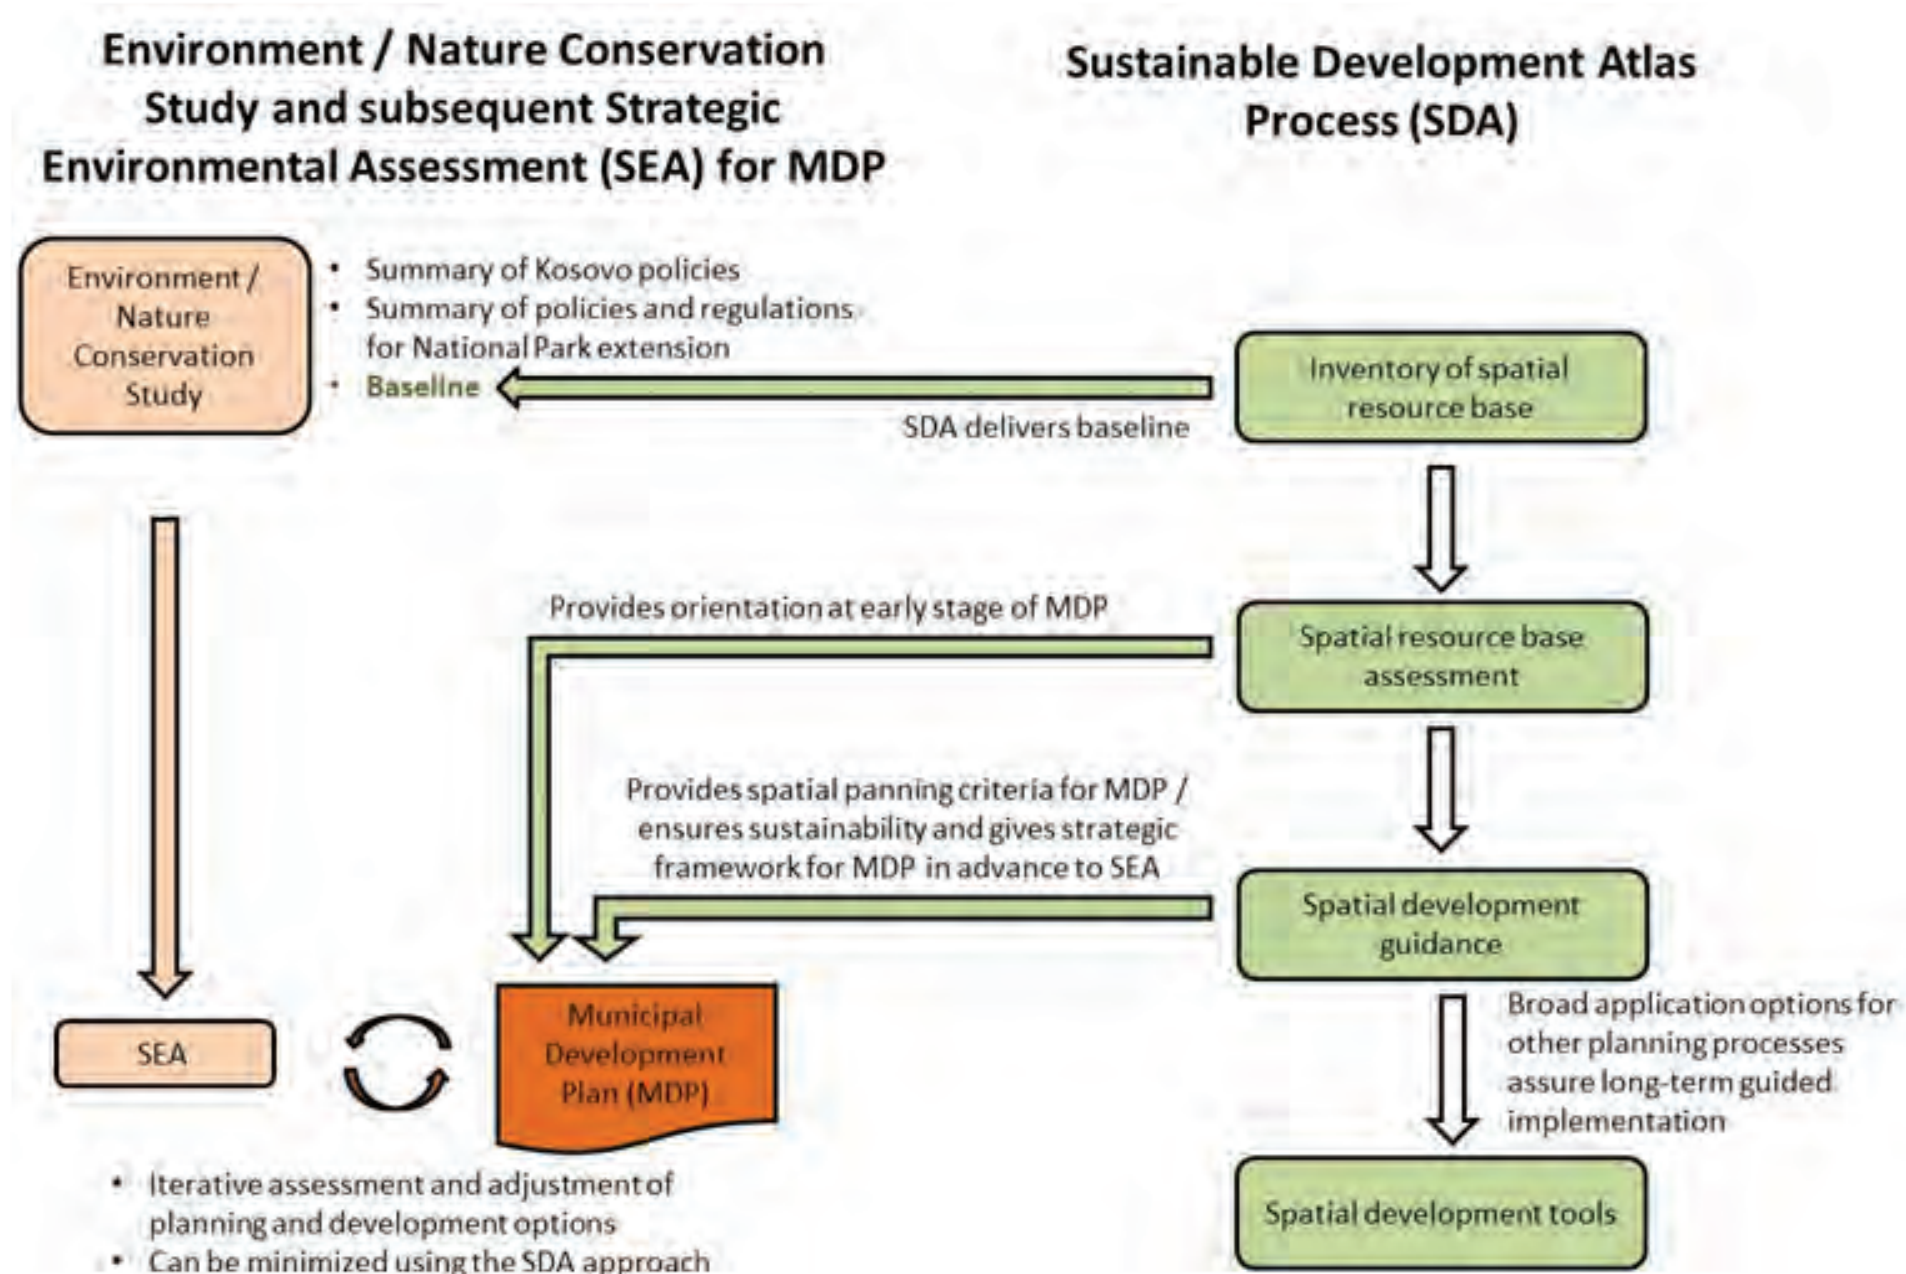 Environment / Nature Conservation
Study and subsequent Strategic
Environmental Assessment (SEA) for MDP
Sustainable Development Atlas
Process (SDA)
Environment /
Nature
Conservation
Study
• Summary of Kosovo policies
• Summary of policies and regulations
for National Park extension
• Baseline
SDA delivers baseline
Inventory of spatial
resource base
Provides orientation at early stage of MDP
Spatial resource base
assessment
Provides spatial panning criteria for MDP /
ensures sustainability and gives strategic
framework for MDP in advance to SEA
Spatial development
guidance
SEA
Municipal
Development
Plan (MDP)
Broad application options for
other planning processes
assure long-term guided
implementation
• Iterative assessment and adjustment of
planning and development options
• Can be minimized using the SDA approach
Spatial development tools